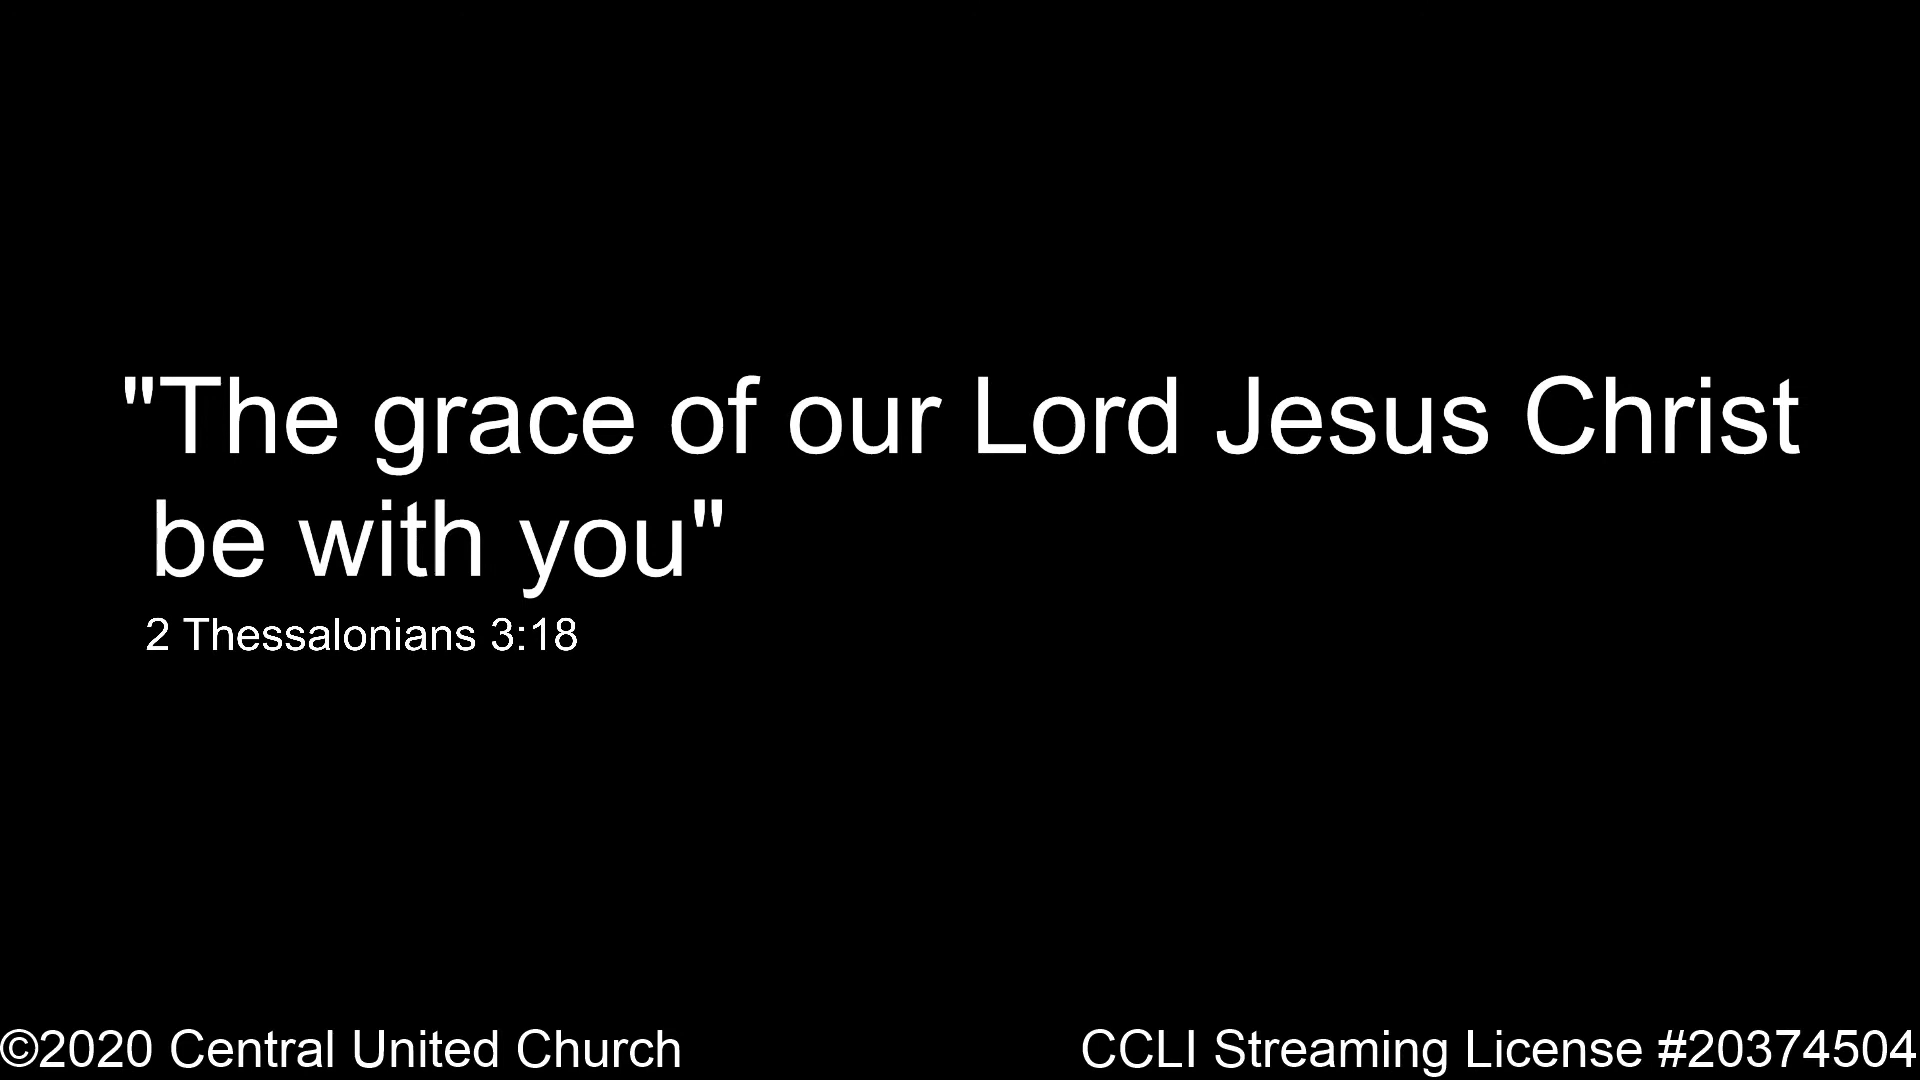 "The grace of our Lord Jesus Christ
be with you"
2 Thessalonians 3:18
©2020 Central United Church
CCLI Streaming License #20374504